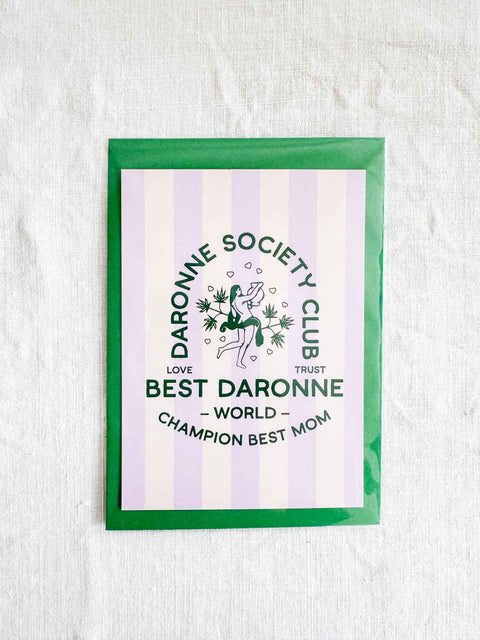 DARONNE SOCIETY CLUB
LOVE
TRUST
BEST DARONNE
– WORLD –
CHAMPION BEST MOM